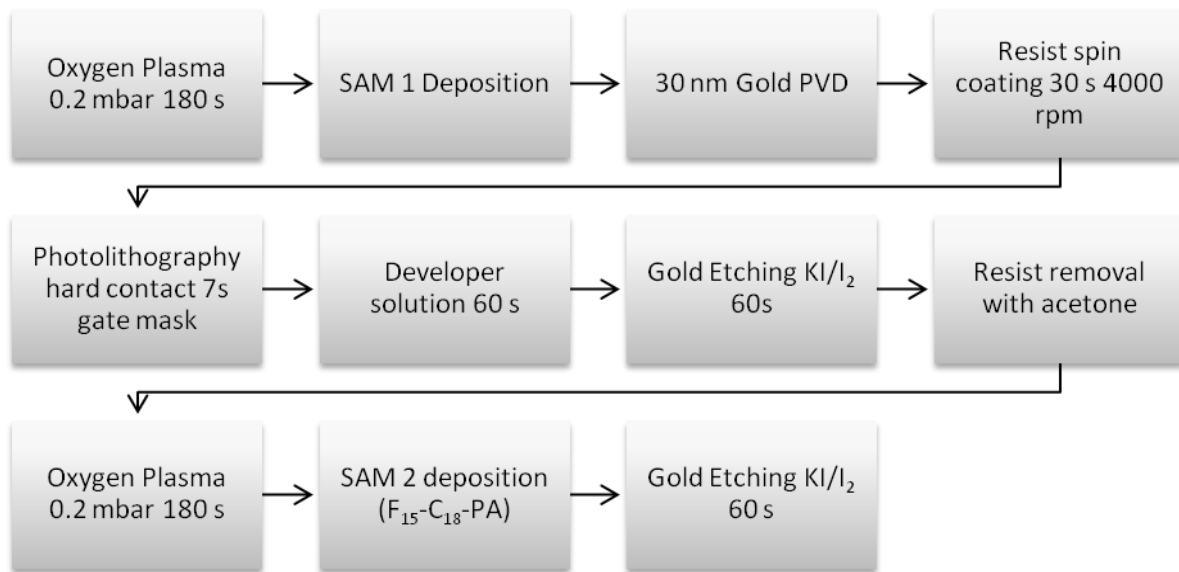 Oxygen Plasma
0.2 mbar 180 s
SAM 1 Deposition
30 nm Gold PVD
Resist spin
coating 30 s 4000
rpm
Photolithography
hard contact 7s
gate mask
Developer
solution 60 s
Gold Etching KI/I₂
60s
Resist removal
with acetone
Oxygen Plasma
0.2 mbar 180 s
SAM 2 deposition
(F₁₅-C₁₈-PA)
Gold Etching KI/I₂
60 s